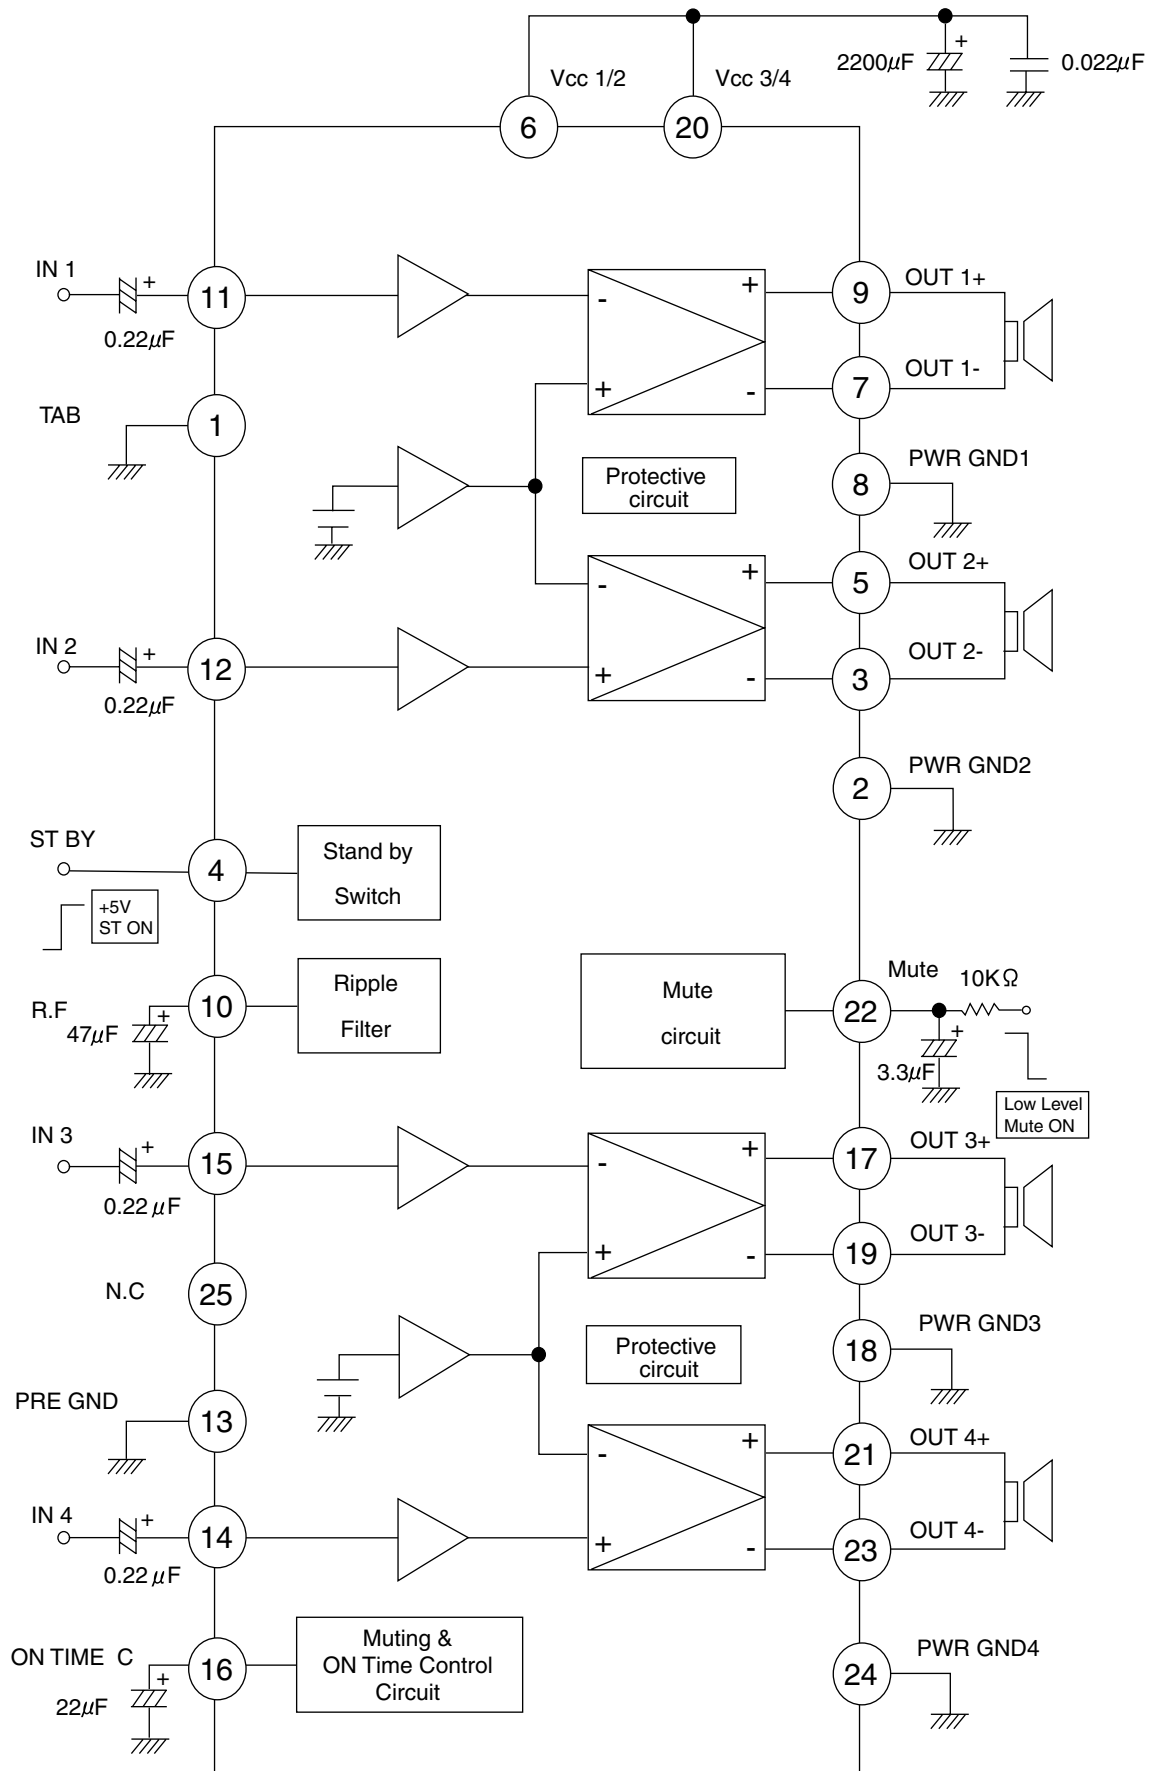 2200μF
+
0.022μF
Vcc 1/2
Vcc 3/4
6
20
IN 1
+
11
0.22μF
-
+
+
-
9
OUT 1+
7
OUT 1-
TAB
1
Protective
circuit
8
PWR GND1
-
+
+
-
5
OUT 2+
3
OUT 2-
IN 2
+
12
0.22μF
2
PWR GND2
ST BY
4
Stand by
Switch
+5V
ST ON
R.F
+
47μF
10
Ripple
Filter
Mute
circuit
22
Mute
10KΩ
+
3.3μF
Low Level
Mute ON
IN 3
+
15
0.22 μF
-
+
+
-
17
OUT 3+
19
OUT 3-
N.C
25
Protective
circuit
18
PWR GND3
PRE GND
13
-
+
+
-
21
OUT 4+
23
OUT 4-
IN 4
+
14
0.22 μF
ON TIME C
+
22μF
16
Muting &
ON Time Control
Circuit
24
PWR GND4